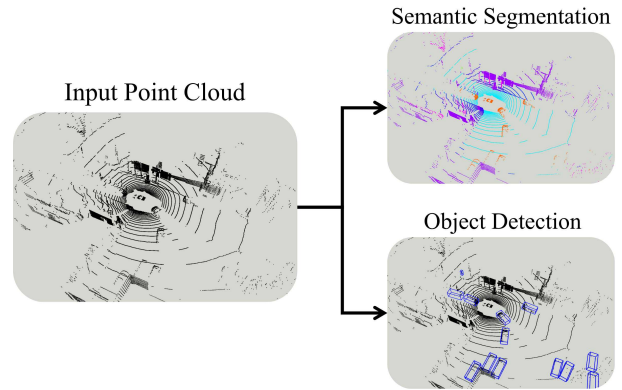 Semantic Segmentation
Input Point Cloud
Object Detection